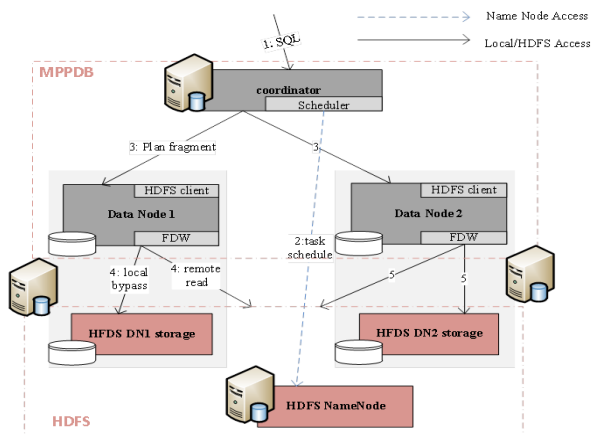 Name Node Access
1: SQL
Local/HDFS Access
MPPDB
coordinator
Scheduler
3: Plan fragment
3
HDFS client
HDFS client
Data Node 1
Data Node 2
FDW
FDW
2:task
schedule
4: local
bypass
4: remote
read
5
5
HFDS DN1 storage
HFDS DN2 storage
HDFS NameNode
HDFS